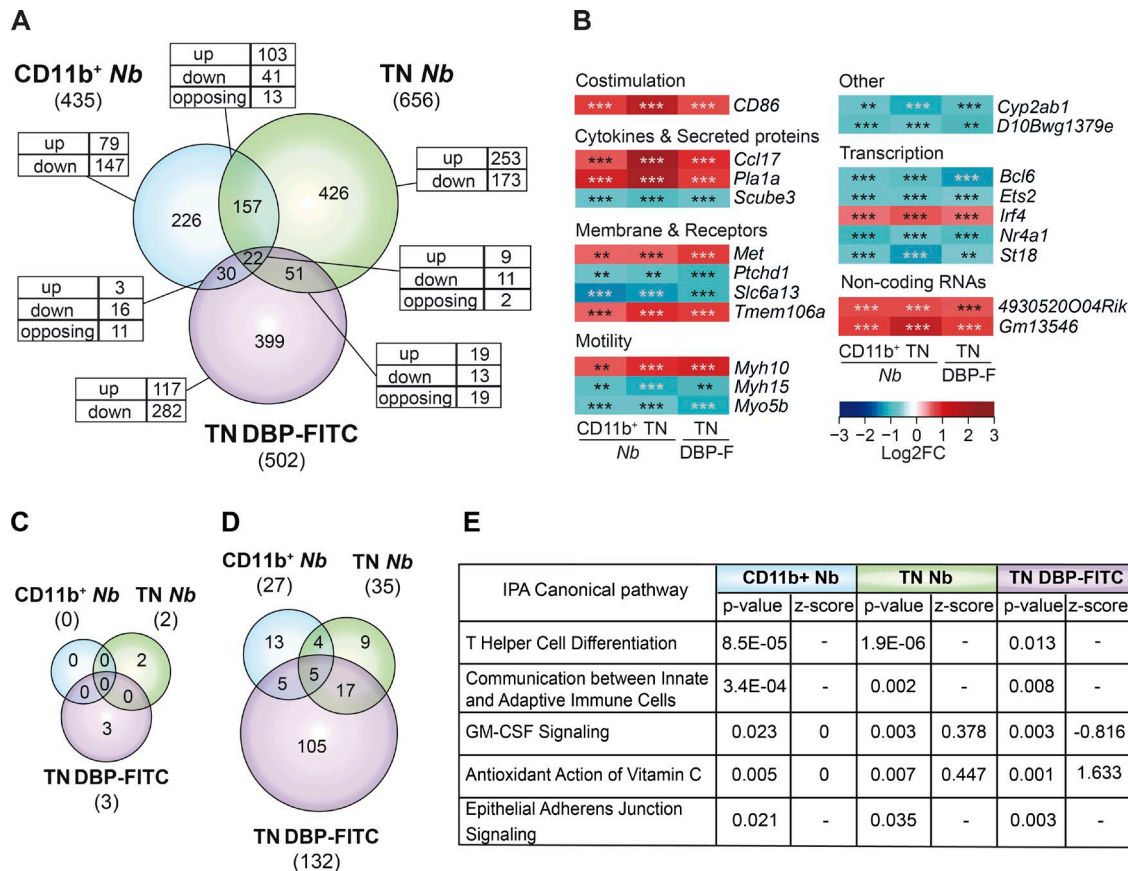 A
CD11b+ Nb
(435)
TN Nb
(656)
up 103
down 41
opposing 13
up 79
down 147
up 253
down 173
226
157
426
22
30
51
399
up 9
down 11
opposing 2
up 3
down 16
opposing 11
up 19
down 13
opposing 19
up 117
down 282
TN DBP-FITC
(502)
B
Costimulation
*** *** *** CD86
Cytokines & Secreted proteins
*** *** *** Ccl17
*** *** *** Pla1a
*** *** *** Scube3
Membrane & Receptors
** *** *** Met
** ** *** Ptchd1
*** *** *** Slc6a13
*** *** *** Tmem106a
Motility
** ** *** Myh10
** *** ** Myh15
*** *** *** Myo5b
CD11b+ TN TN
Nb DBP-F
Other
** *** *** Cyp2ab1
*** *** ** D10Bwg1379e
Transcription
*** *** *** Bcl6
*** *** *** Ets2
*** *** *** Irf4
*** *** *** Nr4a1
*** *** ** St18
Non-coding RNAs
*** *** *** 4930520O04Rik
*** *** *** Gm13546
CD11b+ TN TN
Nb DBP-F
−3 −2 −1 0 1 2 3
Log2FC
C
CD11b+ Nb
(0)
TN Nb
(2)
0 0 2
0 0 0
3
TN DBP-FITC
(3)
D
CD11b+ Nb
(27)
TN Nb
(35)
13 4 9
5 5 17
105
TN DBP-FITC
(132)
E
IPA Canonical pathway CD11b+ Nb TN Nb TN DBP-FITC
p-value z-score p-value z-score p-value z-score
T Helper Cell Differentiation 8.5E-05 - 1.9E-06 - 0.013 -
Communication between Innate
and Adaptive Immune Cells 3.4E-04 - 0.002 - 0.008 -
GM-CSF Signaling 0.023 0 0.003 0.378 0.003 -0.816
Antioxidant Action of Vitamin C 0.005 0 0.007 0.447 0.001 1.633
Epithelial Adherens Junction
Signaling 0.021 - 0.035 - 0.003 -